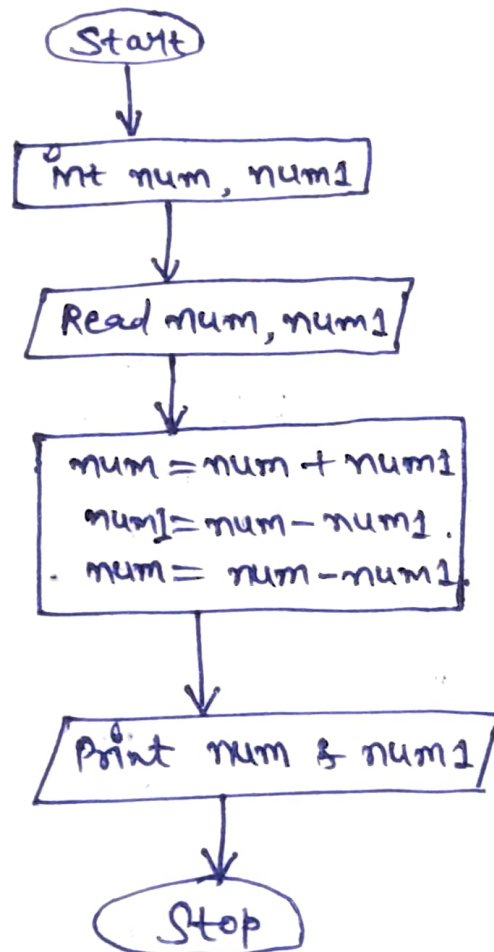 Start
int num, num1
Read num, num1
num = num + num1
num1 = num - num1.
num = num - num1.
Print num & num1
Stop